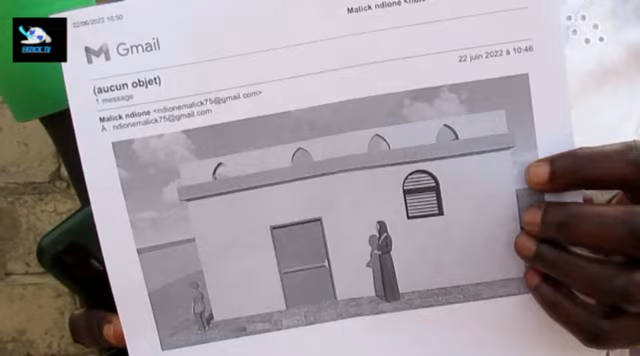 22/06/2022 10:50
Malick ndione
Gmail
(aucun objet)
1 message
22 juin 2022 à 10:46
Malick ndione <ndionemalick75@gmail.com>
A : ndionemalick75@gmail.com